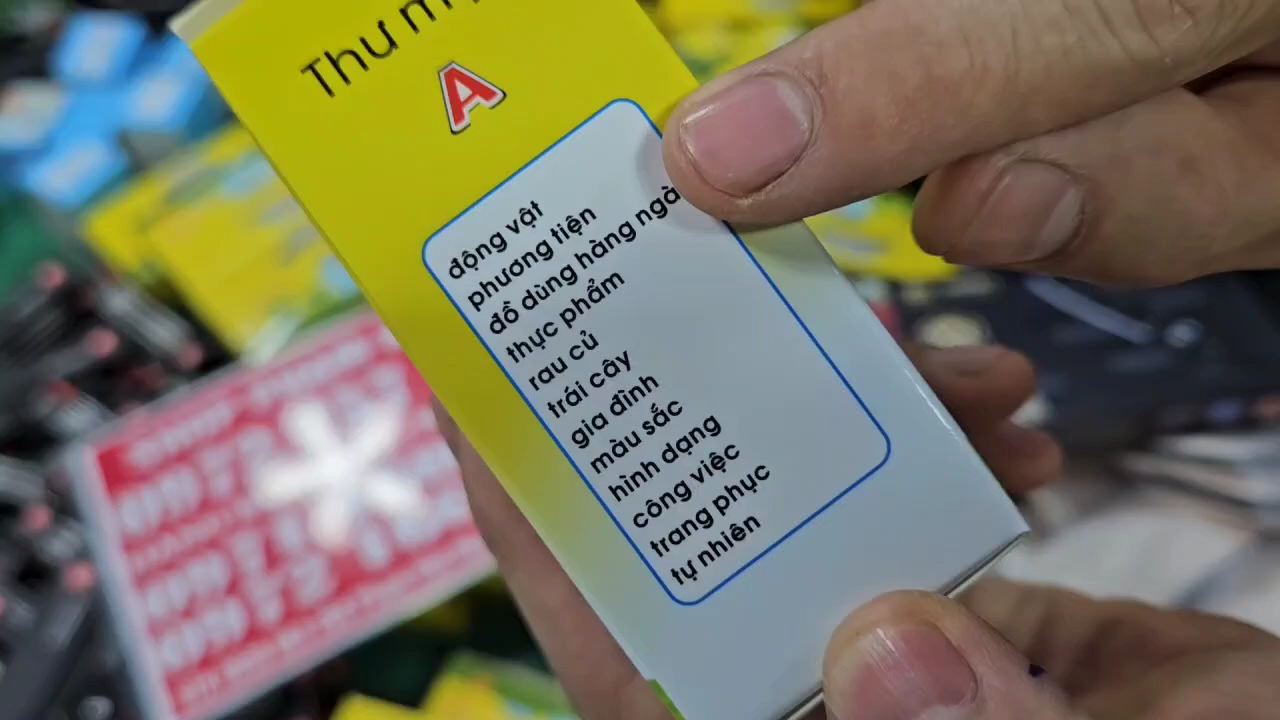 Thư
A
động vật
phương tiện
đồ dùng hàng ngà
thực phẩm
rau củ
trái cây
gia đình
màu sắc
hình dạng
công việc
trang phục
tự nhiên